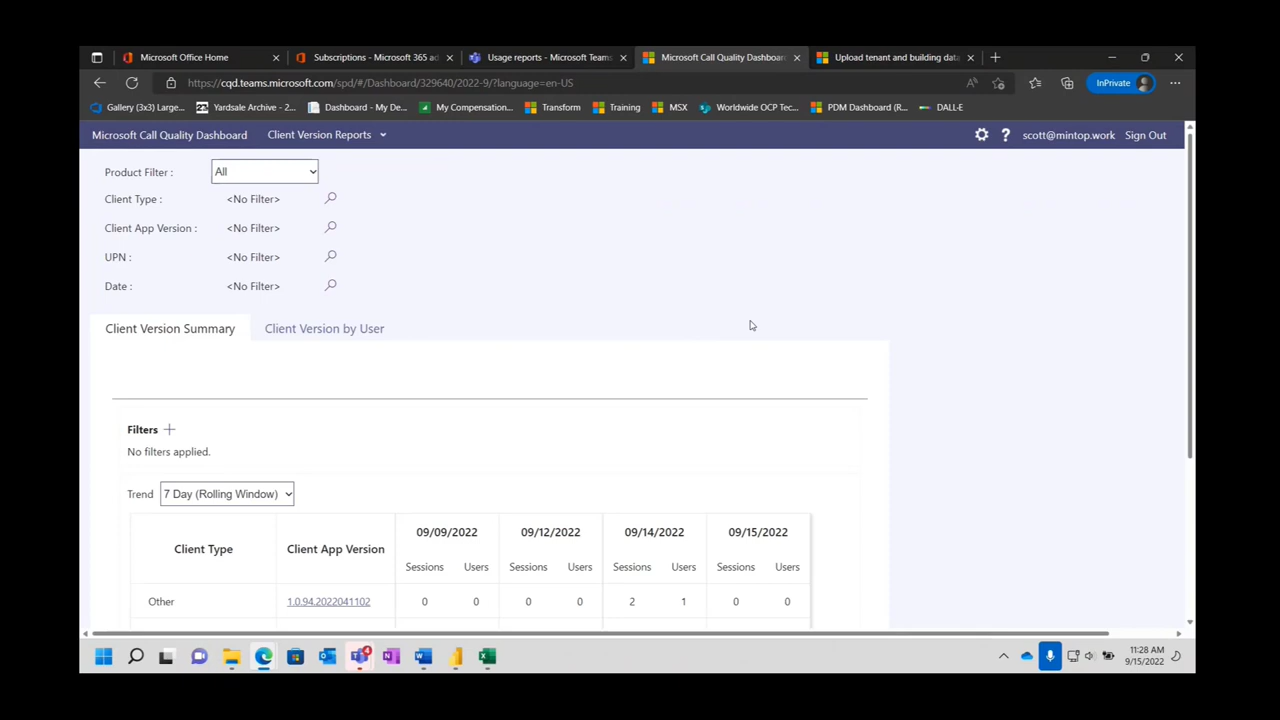 Microsoft Office Home
Subscriptions - Microsoft 365 ad
Usage reports - Microsoft Teams
Microsoft Call Quality Dashboard
Upload tenant and building data
https://cqd.teams.microsoft.com/spd/#/Dashboard/329640/2022-9/?language=en-US
InPrivate
Gallery (3x3) Large...
Yardsale Archive - 2...
Dashboard - My De...
My Compensation...
Transform
Training
MSX
Worldwide OCP Tec...
PDM Dashboard (R...
DALL-E
Microsoft Call Quality Dashboard
Client Version Reports
? scott@mintop.work Sign Out
Product Filter : All
Client Type : <No Filter>
Client App Version : <No Filter>
UPN : <No Filter>
Date : <No Filter>
Client Version Summary Client Version by User
Filters +
No filters applied.
Trend 7 Day (Rolling Window)
09/09/2022 09/12/2022 09/14/2022 09/15/2022
Client Type Client App Version
Sessions Users Sessions Users Sessions Users Sessions Users
Other 1.0.94.2022041102 0 0 0 0 2 1 0 0
11:28 AM
9/15/2022